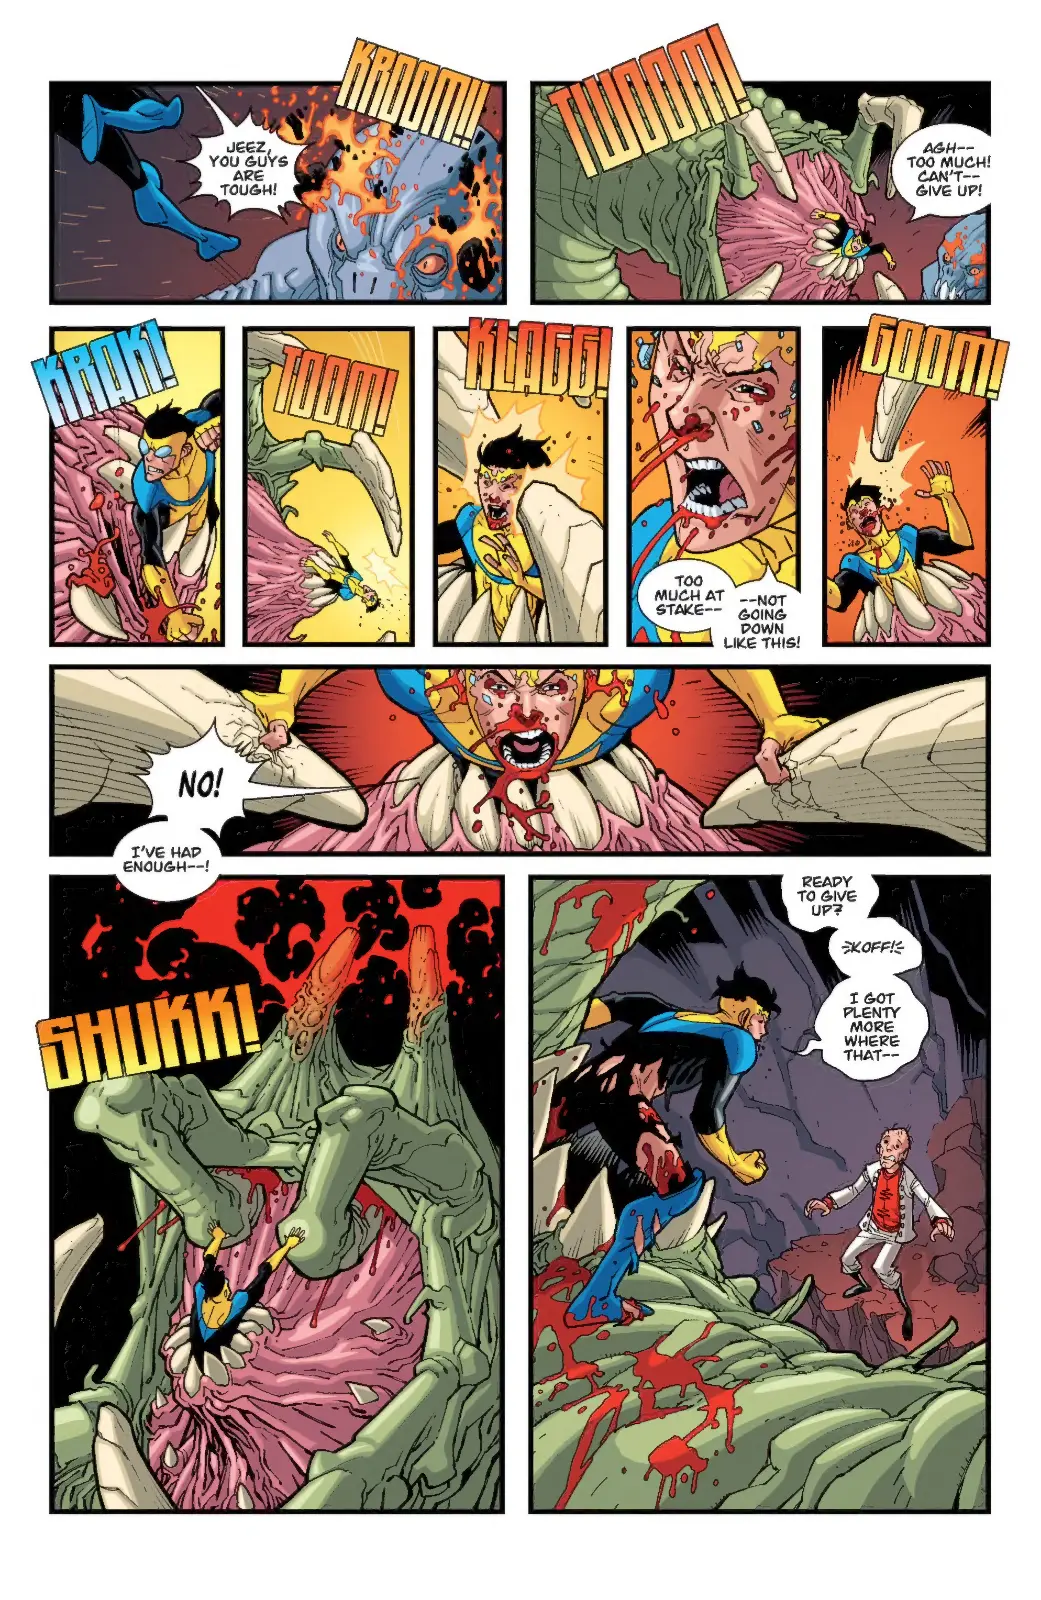 JEEZ,
YOU GUYS
ARE
TOUGH!
KROOM!!
TWOOM!
AGH--
TOO MUCH!
CAN'T--
GIVE UP!
KRAK!
TOOM!
KLAGG!
TOO
MUCH AT
STAKE--
--NOT
GOING
DOWN
LIKE THIS!
GOOM!
NO!
I'VE HAD
ENOUGH--!
SHUKK!
READY
TO GIVE
UP?
KOFF!
I GOT
PLENTY
MORE
WHERE
THAT--